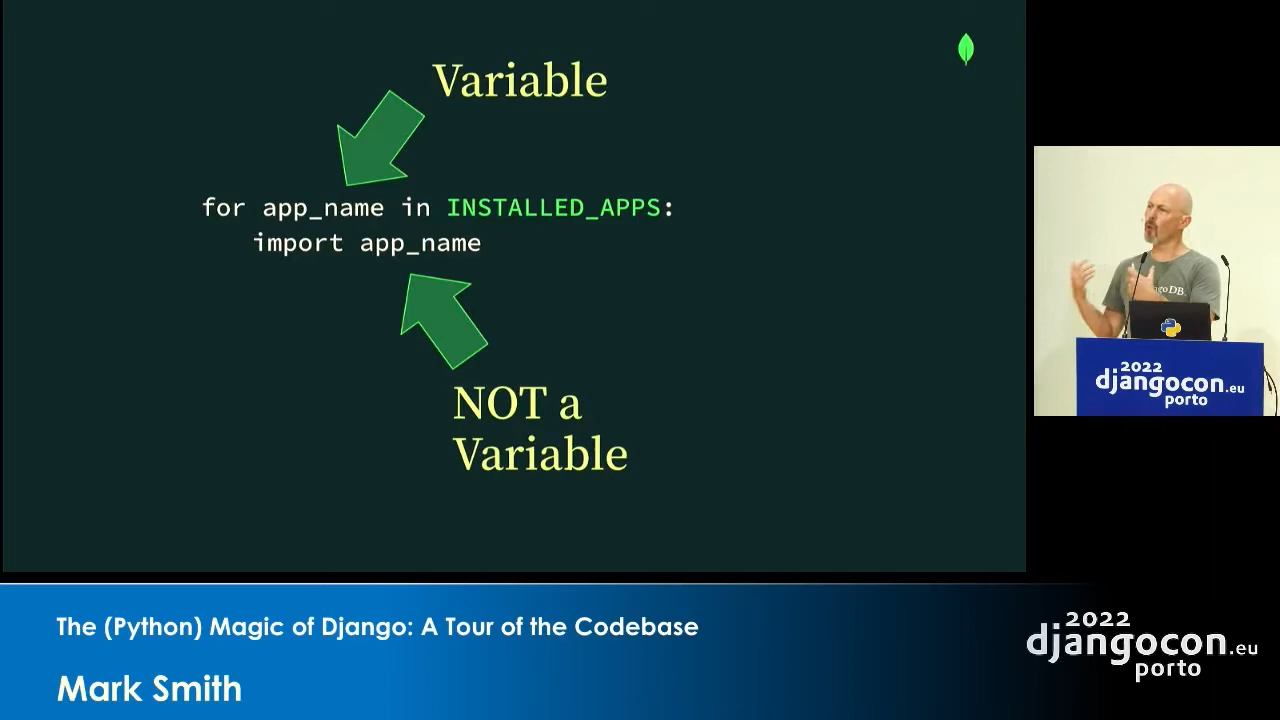 Variable
for app_name in INSTALLED_APPS:
import app_name
NOT a
Variable
goDB
2022
djangocon.eu
porto
The (Python) Magic of Django: A Tour of the Codebase
Mark Smith
2022
djangocon.eu
porto